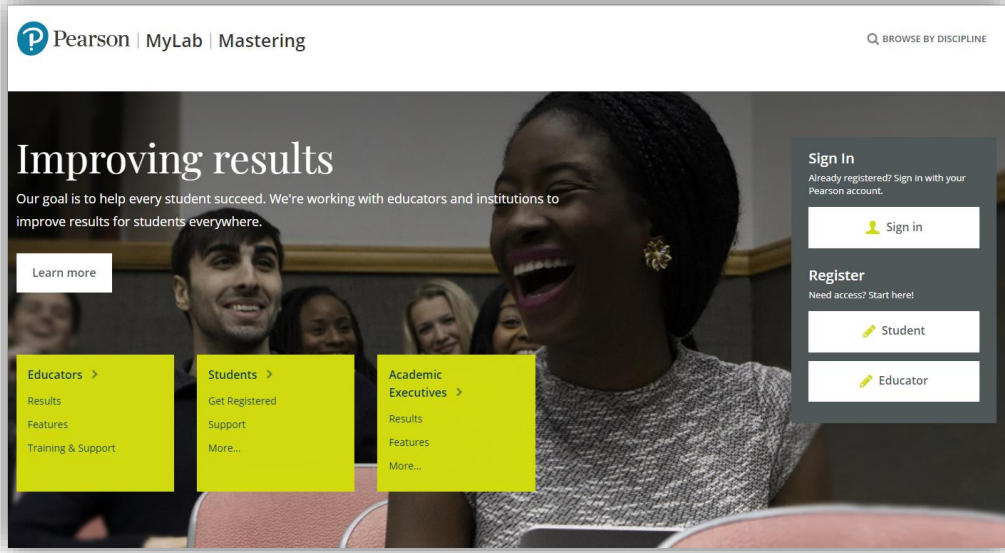 Pearson | MyLab | Mastering
BROWSE BY DISCIPLINE
Improving results
Our goal is to help every student succeed. We're working with educators and institutions to
improve results for students everywhere.
Learn more
Educators >
Results
Features
Training & Support
Students >
Get Registered
Support
More...
Academic
Executives >
Results
Features
More...
Sign In
Already registered? Sign in with your
Pearson account.
Sign in
Register
Need access? Start here!
Student
Educator